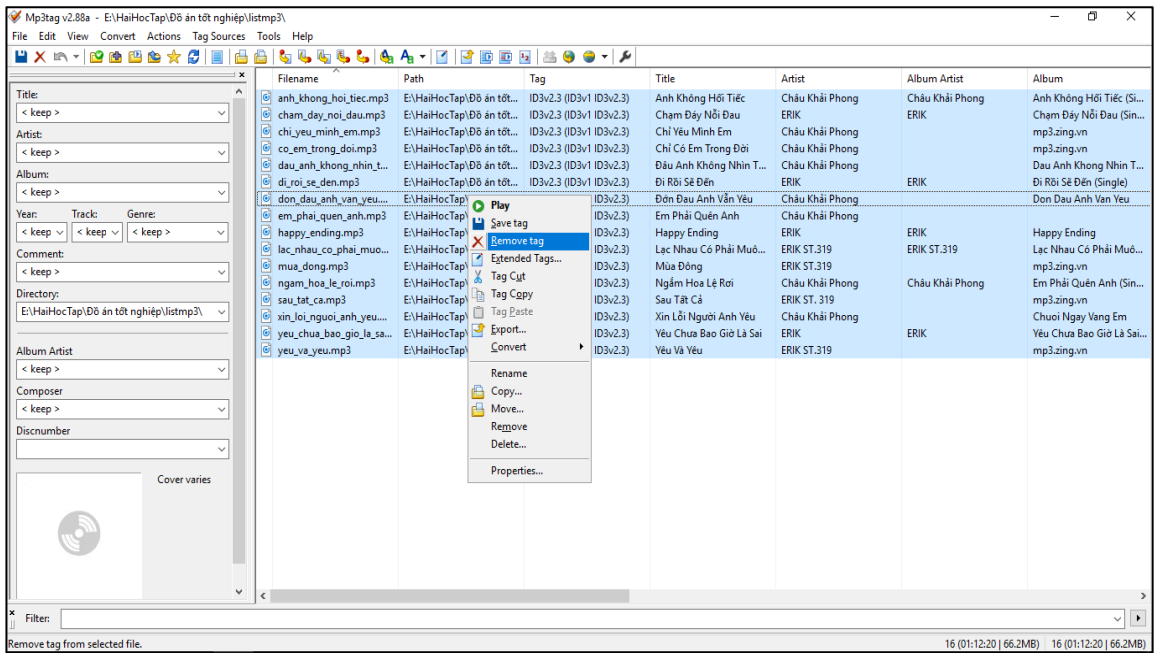 Mp3tag v2.88a - E:\HaiHocTap\Đồ án tốt nghiệp\listmp3\
File Edit View Convert Actions Tag Sources Tools Help
Title:
< keep >
Artist:
< keep >
Album:
< keep >
Year: Track: Genre:
< keep < keep < keep >
Comment:
< keep >
Directory:
E:\HaiHocTap\Đồ án tốt nghiệp\listmp3\
Album Artist
< keep >
Composer
< keep >
Discnumber
Cover varies
Filename Path Tag Title Artist Album Artist Album
anh_khong_hoi_tiec.mp3 E:\HaiHocTap\Đồ án tốt... ID3v2.3 (ID3v1 ID3v2.3) Anh Không Hối Tiếc Châu Khải Phong Châu Khải Phong Anh Không Hối Tiếc (Si...
cham_day_noi_dau.mp3 E:\HaiHocTap\Đồ án tốt... ID3v2.3 (ID3v1 ID3v2.3) Chạm Đáy Nỗi Đau ERIK ERIK Chạm Đáy Nỗi Đau (Sin...
chi_yeu_minh_em.mp3 E:\HaiHocTap\Đồ án tốt... ID3v2.3 (ID3v1 ID3v2.3) Chỉ Yêu Mình Em Châu Khải Phong mp3.zing.vn
co_em_trong_doi.mp3 E:\HaiHocTap\Đồ án tốt... ID3v2.3 (ID3v1 ID3v2.3) Chỉ Có Em Trong Đời Châu Khải Phong mp3.zing.vn
dau_anh_khong_nhin_t... E:\HaiHocTap\Đồ án tốt... ID3v2.3 (ID3v1 ID3v2.3) Đâu Anh Không Nhìn T... Châu Khải Phong Dau Anh Khong Nhin T...
di_roi_se_den.mp3 E:\HaiHocTap\Đồ án tốt... ID3v2.3 (ID3v1 ID3v2.3) Đi Rồi Sẽ Đến ERIK ERIK Đi Rồi Sẽ Đến (Single)
don_dau_anh_van_yeu.... E:\HaiHocTap\ ID3v2.3) Đớn Đau Anh Vẫn Yêu Châu Khải Phong Don Dau Anh Van Yeu
em_phai_quen_anh.mp3 E:\HaiHocTap\ ID3v2.3) Em Phải Quên Anh Châu Khải Phong
happy_ending.mp3 E:\HaiHocTap\ ID3v2.3) Happy Ending ERIK ERIK Happy Ending
lac_nhau_co_phai_muo... E:\HaiHocTap\ ID3v2.3) Lạc Nhau Có Phải Muô... ERIK ST.319 ERIK ST.319 Lạc Nhau Có Phải Muô...
mua_dong.mp3 E:\HaiHocTap\ ID3v2.3) Mùa Đông ERIK ST.319 mp3.zing.vn
ngam_hoa_le_roi.mp3 E:\HaiHocTap\ ID3v2.3) Ngắm Hoa Lệ Rơi Châu Khải Phong Châu Khải Phong Em Phải Quên Anh (Sin...
sau_tat_ca.mp3 E:\HaiHocTap\ ID3v2.3) Sau Tất Cả ERIK ST. 319 mp3.zing.vn
xin_loi_nguoi_anh_yeu.... E:\HaiHocTap\ ID3v2.3) Xin Lỗi Người Anh Yêu Châu Khải Phong Chuoi Ngay Vang Em
yeu_chua_bao_gio_la_sa... E:\HaiHocTap\ ID3v2.3) Yêu Chưa Bao Giờ Là Sai ERIK ERIK Yêu Chưa Bao Giờ Là Sai...
yeu_va_yeu.mp3 E:\HaiHocTap\ ID3v2.3) Yêu Và Yêu ERIK ST.319 mp3.zing.vn
Play
Save tag
Remove tag
Extended Tags...
Tag Cut
Tag Copy
Tag Paste
Export...
Convert
Rename
Copy...
Move...
Remove
Delete...
Properties...
Filter:
Remove tag from selected file. 16 (01:12:20 | 66.2MB) 16 (01:12:20 | 66.2MB)